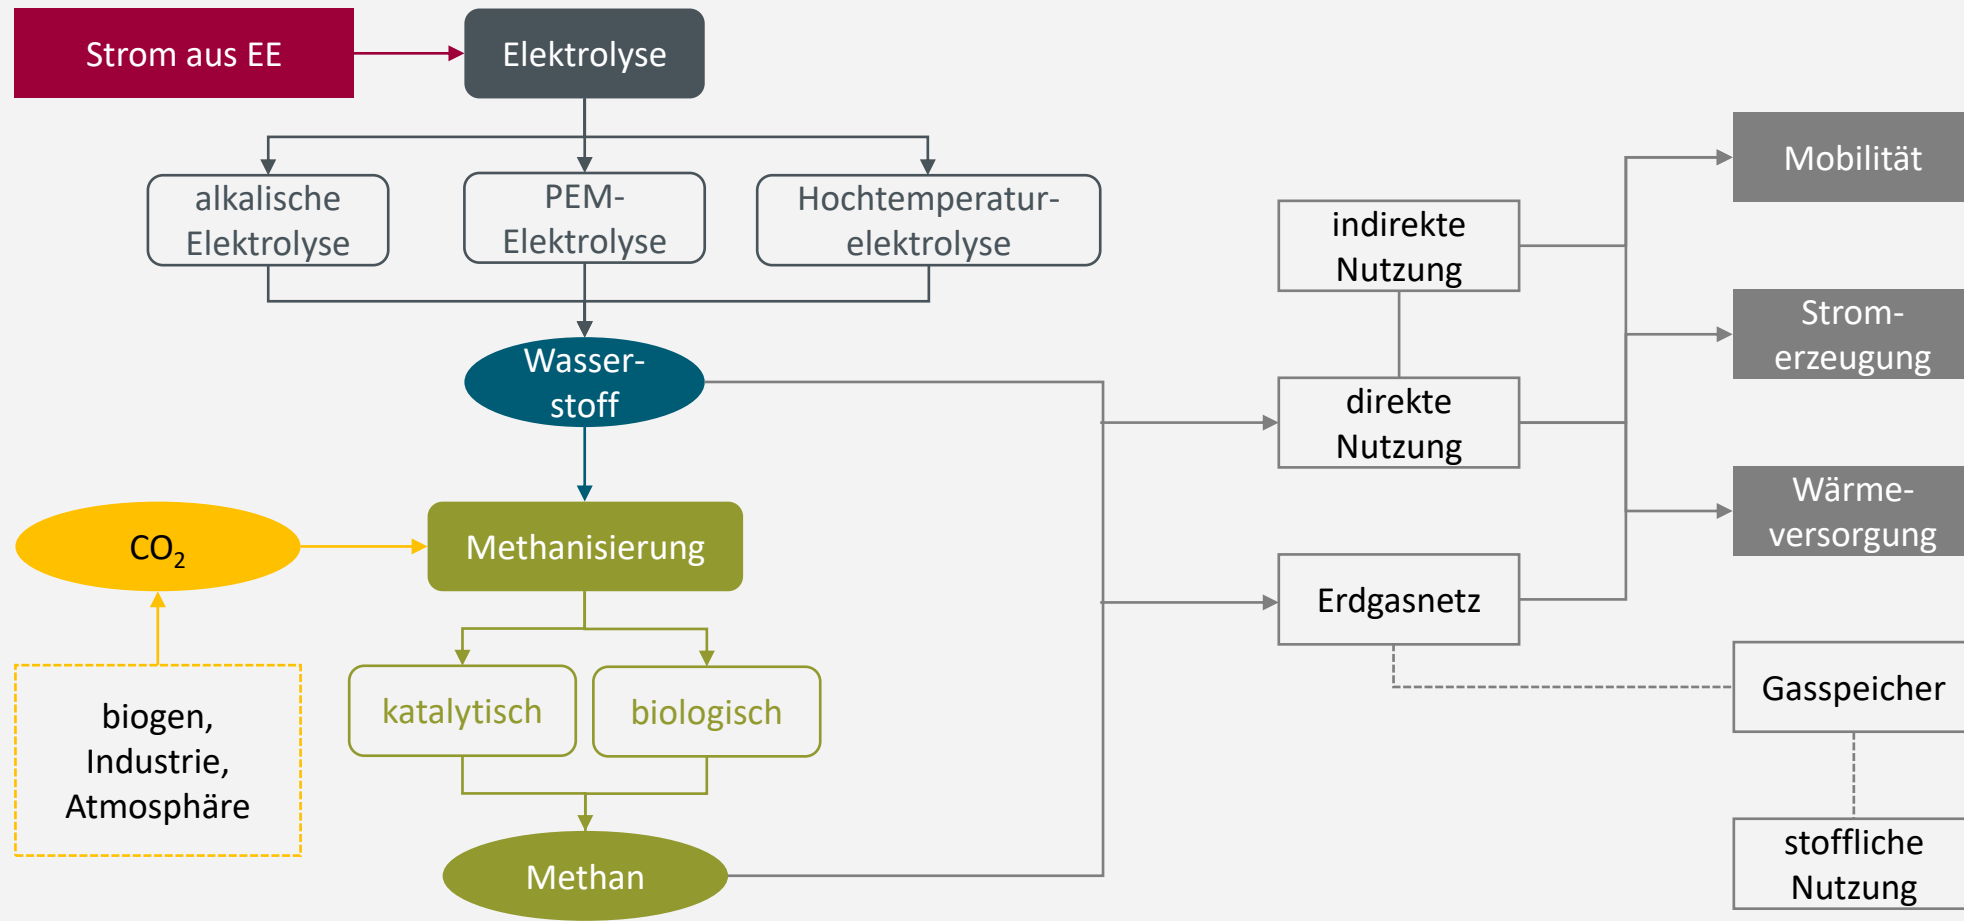 Strom aus EE
Elektrolyse
alkalische
Elektrolyse
PEM-
Elektrolyse
Hochtemperatur-
elektrolyse
Wasser-
stoff
CO₂
Methanisierung
biogen,
Industrie,
Atmosphäre
katalytisch
biologisch
Methan
indirekte
Nutzung
direkte
Nutzung
Erdgasnetz
Mobilität
Strom-
erzeugung
Wärme-
versorgung
Gasspeicher
stoffliche
Nutzung